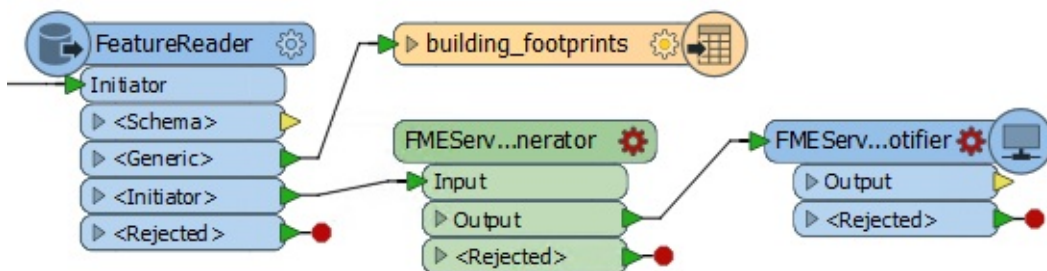 FeatureReader
Initiator
<Schema>
<Generic>
<Initiator>
<Rejected>
building_footprints
FMEServ...nerator
Input
Output
<Rejected>
FMEServ...otifier
Output
<Rejected>